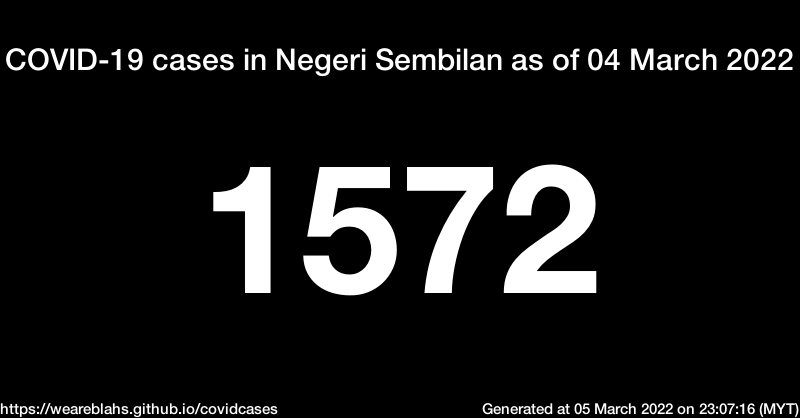 COVID-19 cases in Negeri Sembilan as of 04 March 2022
1572
https://weareblahs.github.io/covidcases
Generated at 05 March 2022 on 23:07:16 (MYT)